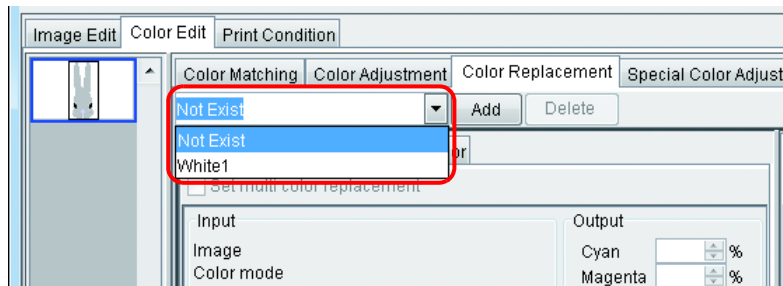 Image Edit Color Edit Print Condition
Color Matching Color Adjustment Color Replacement Special Color Adjust
Not Exist Add Delete
Not Exist
White1
or
Set multi color replacement
Input Output
Image Cyan %
Color mode Magenta %